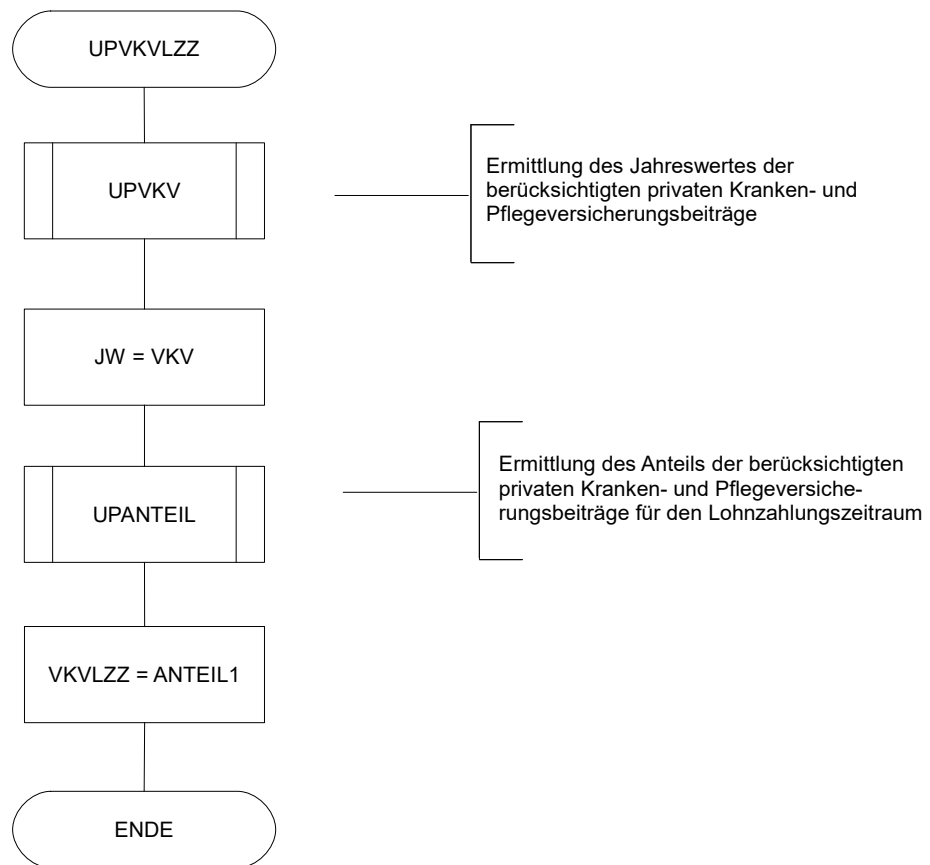 UPVKVLZZ
UPVKV
Ermittlung des Jahreswertes der
berücksichtigten privaten Kranken- und
Pflegeversicherungsbeiträge
JW = VKV
UPANTEIL
Ermittlung des Anteils der berücksichtigten
privaten Kranken- und Pflegeversiche-
rungsbeiträge für den Lohnzahlungszeitraum
VKVLZZ = ANTEIL1
ENDE